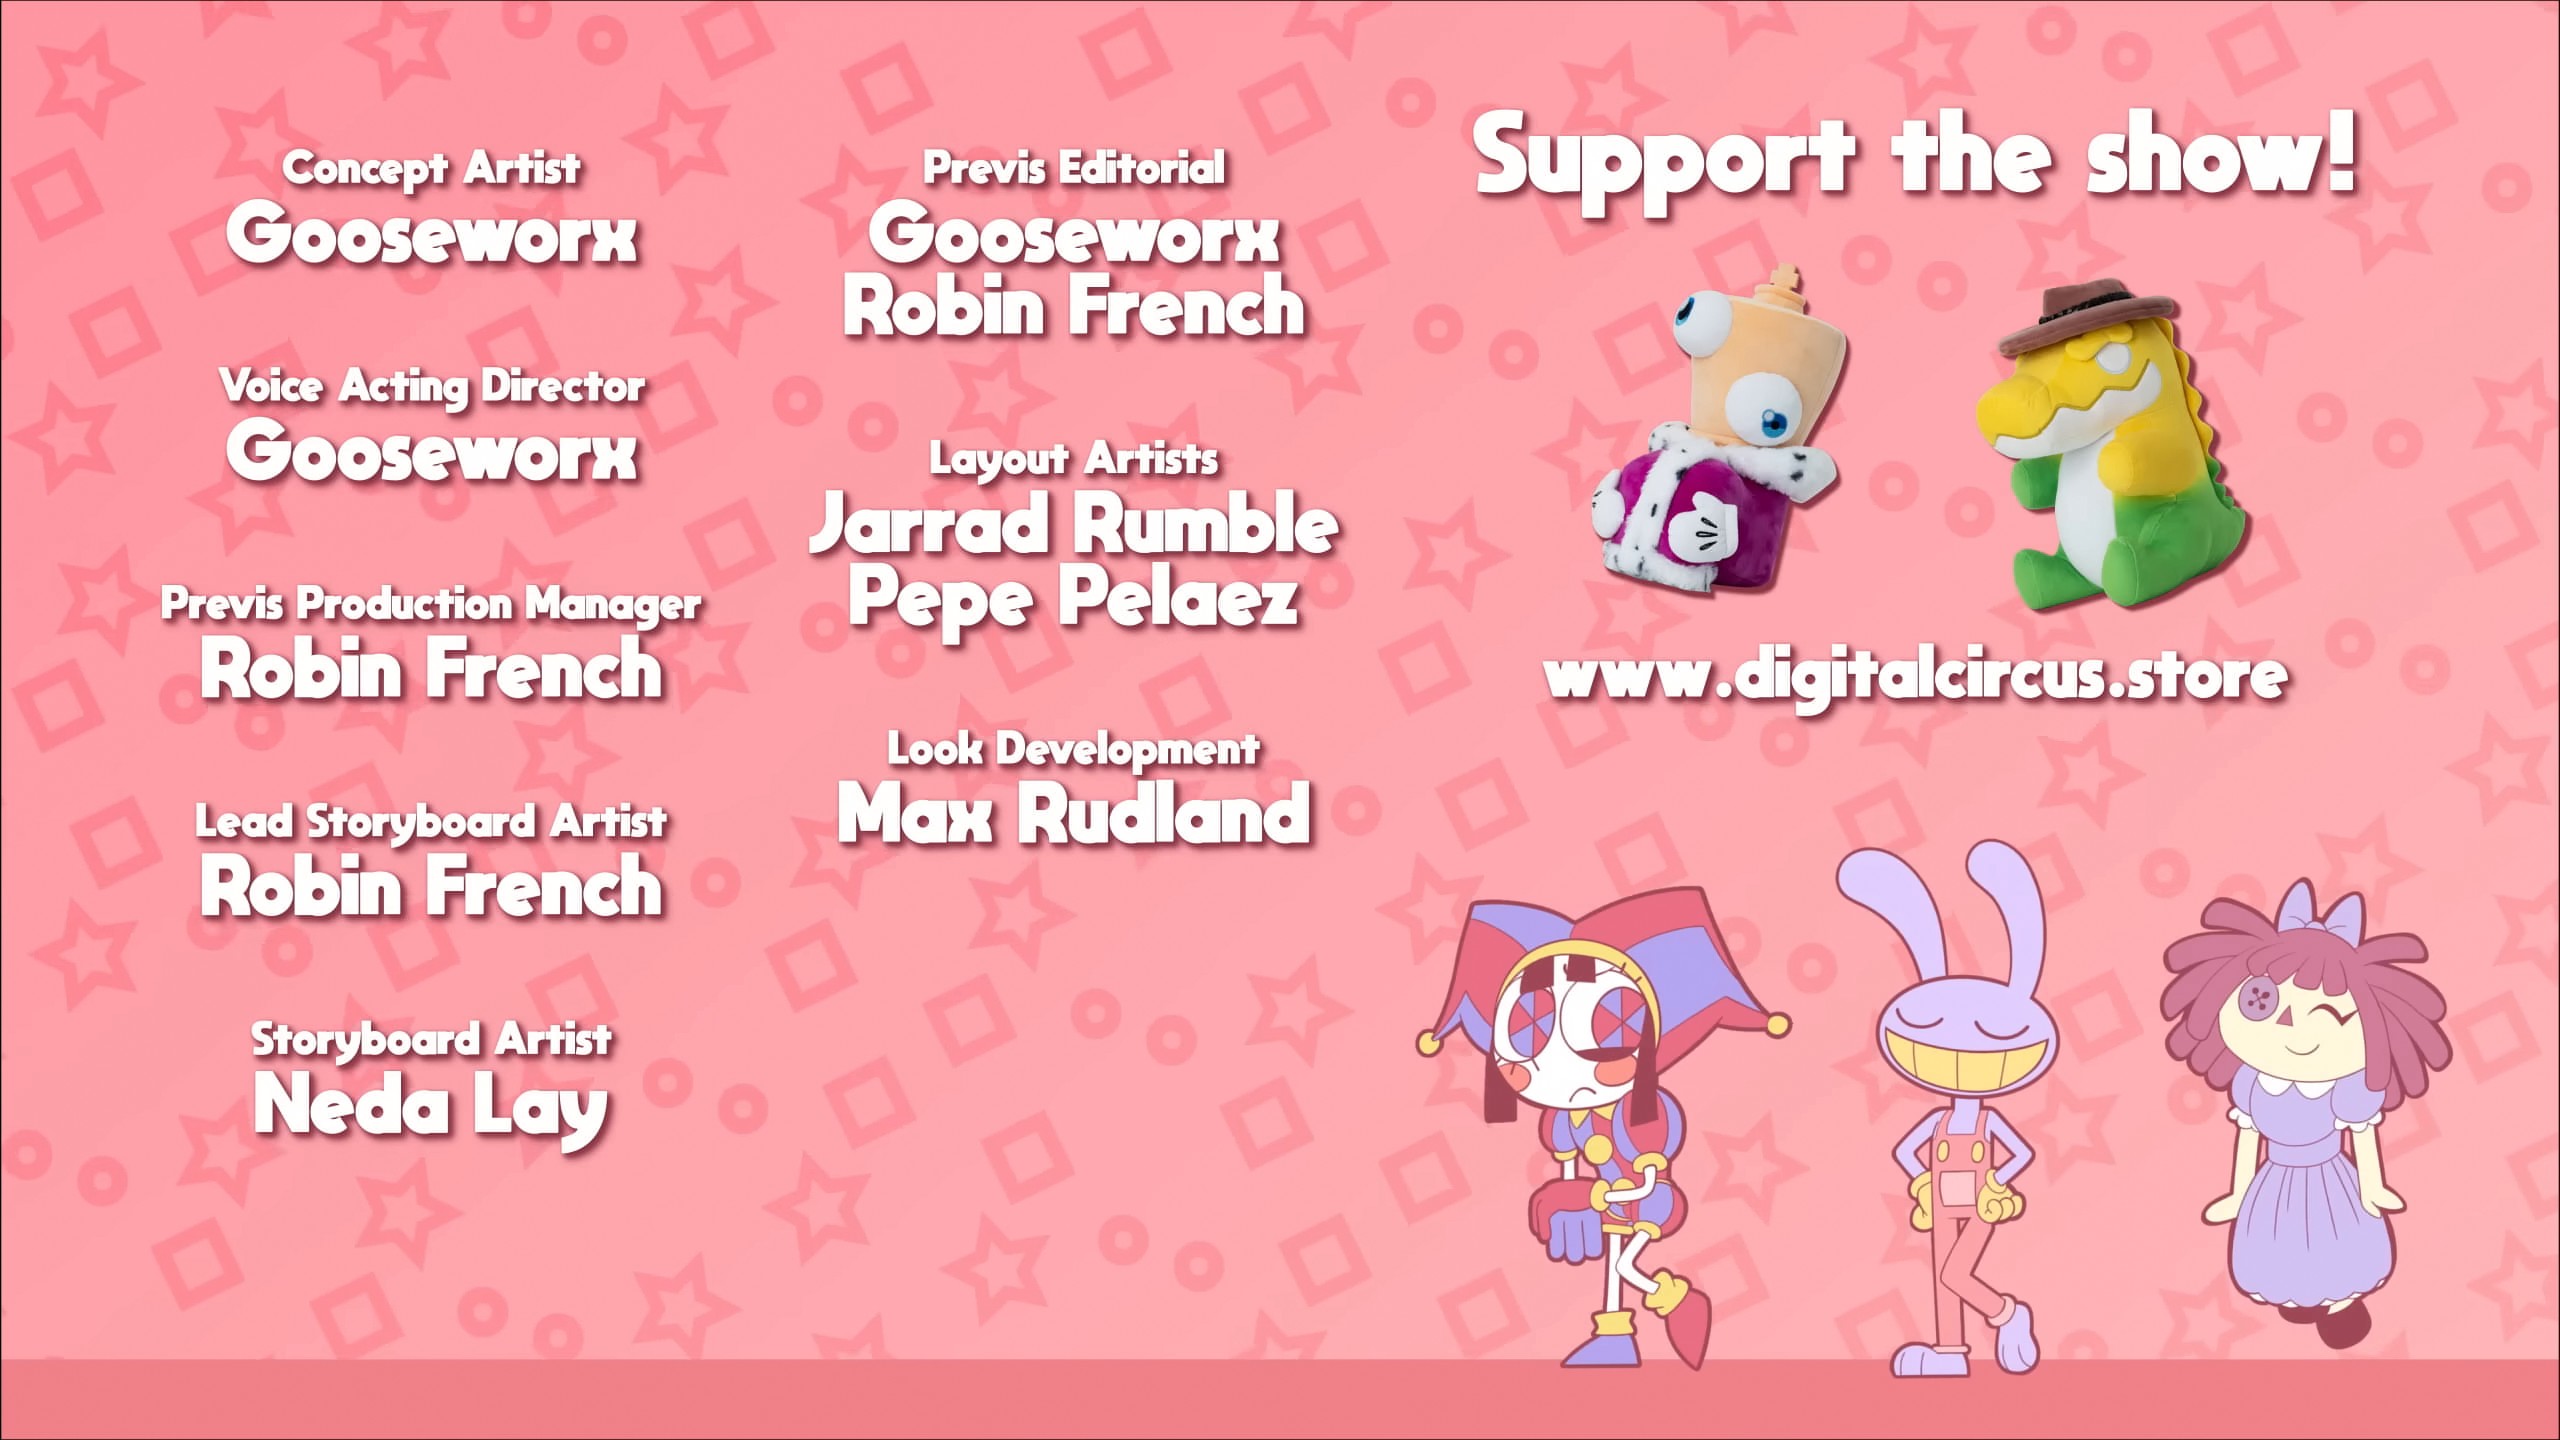 Concept Artist
Gooseworx
Voice Acting Director
Gooseworx
Previs Production Manager
Robin French
Lead Storyboard Artist
Robin French
Storyboard Artist
Neda Lay
Previs Editorial
Gooseworx
Robin French
Layout Artists
Jarrad Rumble
Pepe Pelaez
Look Development
Max Rudland
Support the show!
www.digitalcircus.store